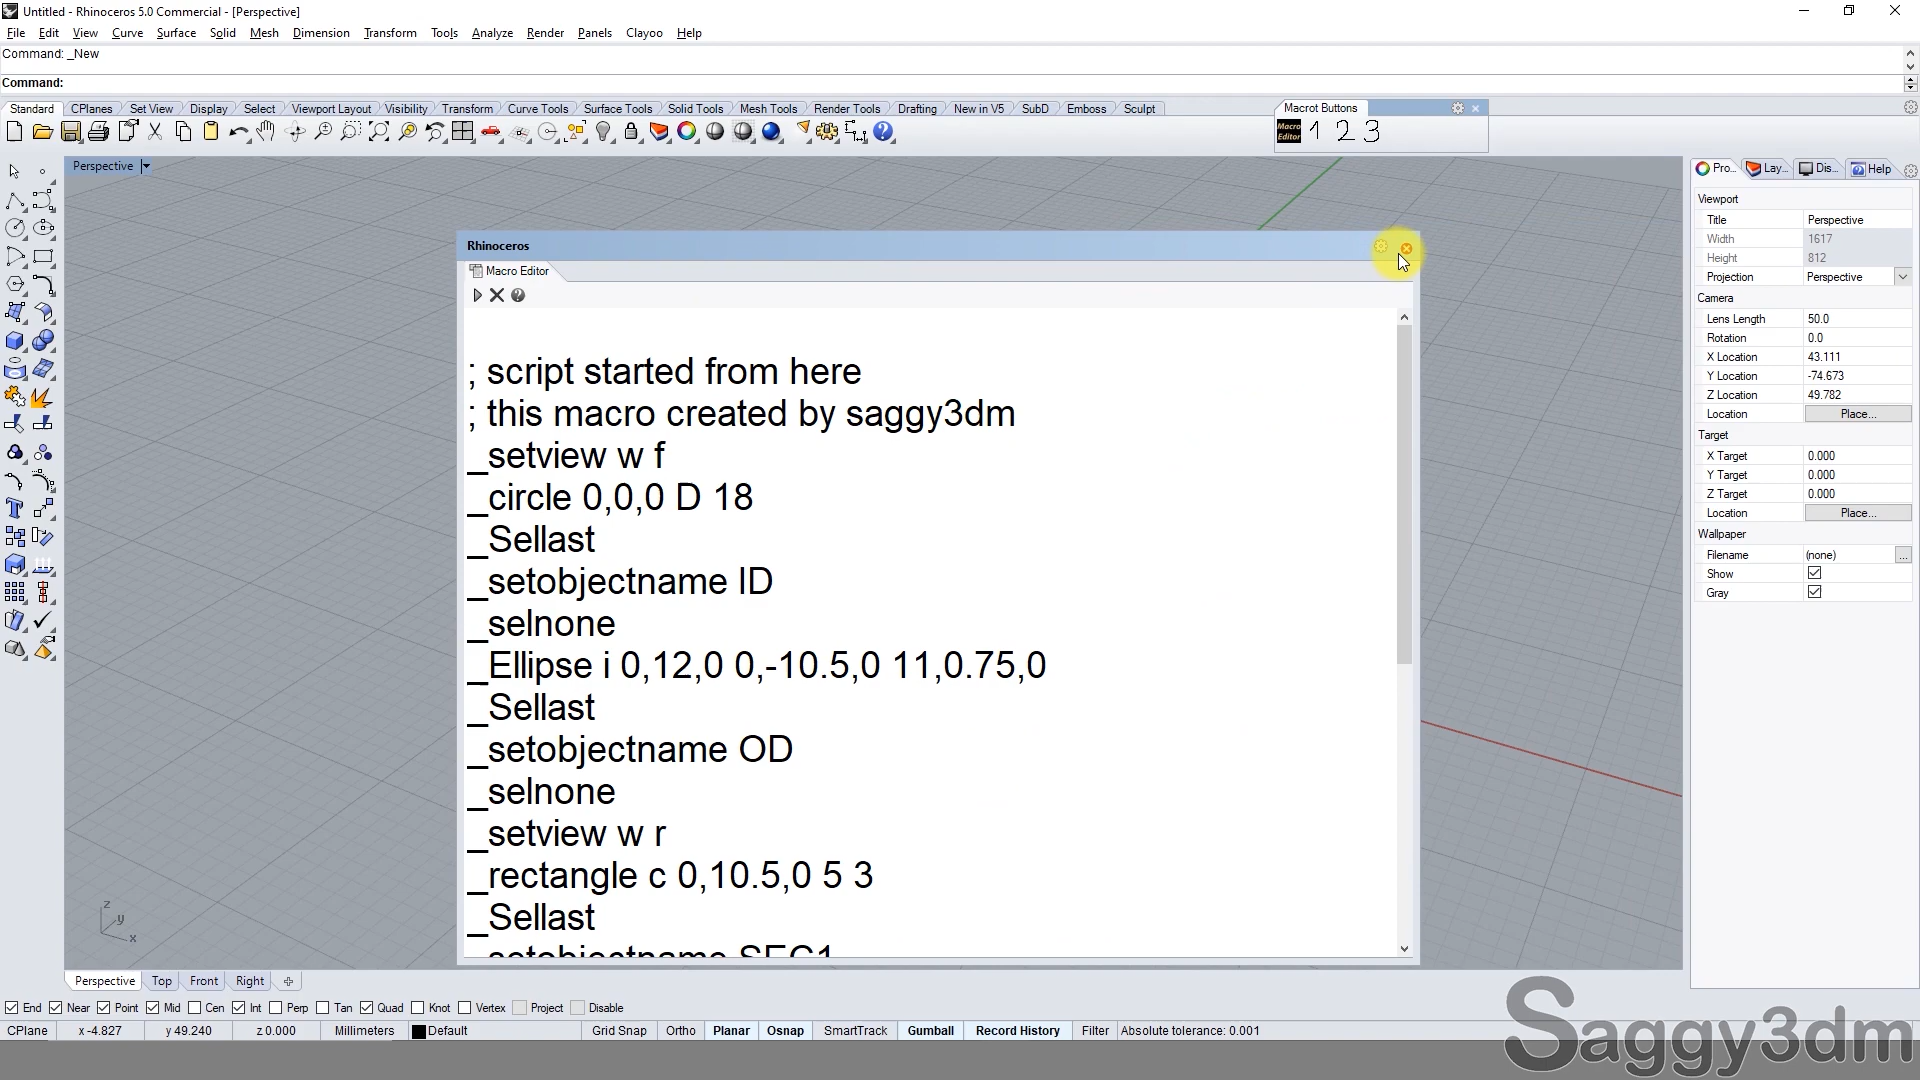 Untitled - Rhinoceros 5.0 Commercial - [Perspective]
File Edit View Curve Surface Solid Mesh Dimension Transform Tools Analyze Render Panels Clayoo Help
Command: _New
Command:
Standard CPlanes Set View Display Select Viewport Layout Visibility Transform Curve Tools Surface Tools Solid Tools Mesh Tools Render Tools Drafting New in V5 SubD Emboss Sculpt
Macrot Buttons
Macro Editor 1 2 3
Perspective
Pro... Lay... Dis... Help
Viewport
Title Perspective
Width 1617
Height 812
Projection Perspective
Camera
Lens Length 50.0
Rotation 0.0
X Location 43.111
Y Location -74.673
Z Location 49.782
Location Place...
Target
X Target 0.000
Y Target 0.000
Z Target 0.000
Location Place...
Wallpaper
Filename (none) ...
Show
Gray
Rhinoceros
Macro Editor
; script started from here
; this macro created by saggy3dm
_setview w f
_circle 0,0,0 D 18
_Sellast
_setobjectname ID
_selnone
_Ellipse i 0,12,0 0,-10.5,0 11,0.75,0
_Sellast
_setobjectname OD
_selnone
_setview w r
_rectangle c 0,10.5,0 5 3
_Sellast
_setobjectname SEC1
z
y
x
Perspective Top Front Right
End Near Point Mid Cen Int Perp Tan Quad Knot Vertex Project Disable
CPlane x -4.827 y 49.240 z 0.000 Millimeters Default Grid Snap Ortho Planar Osnap SmartTrack Gumball Record History Filter Absolute tolerance: 0.001
Saggy3dm